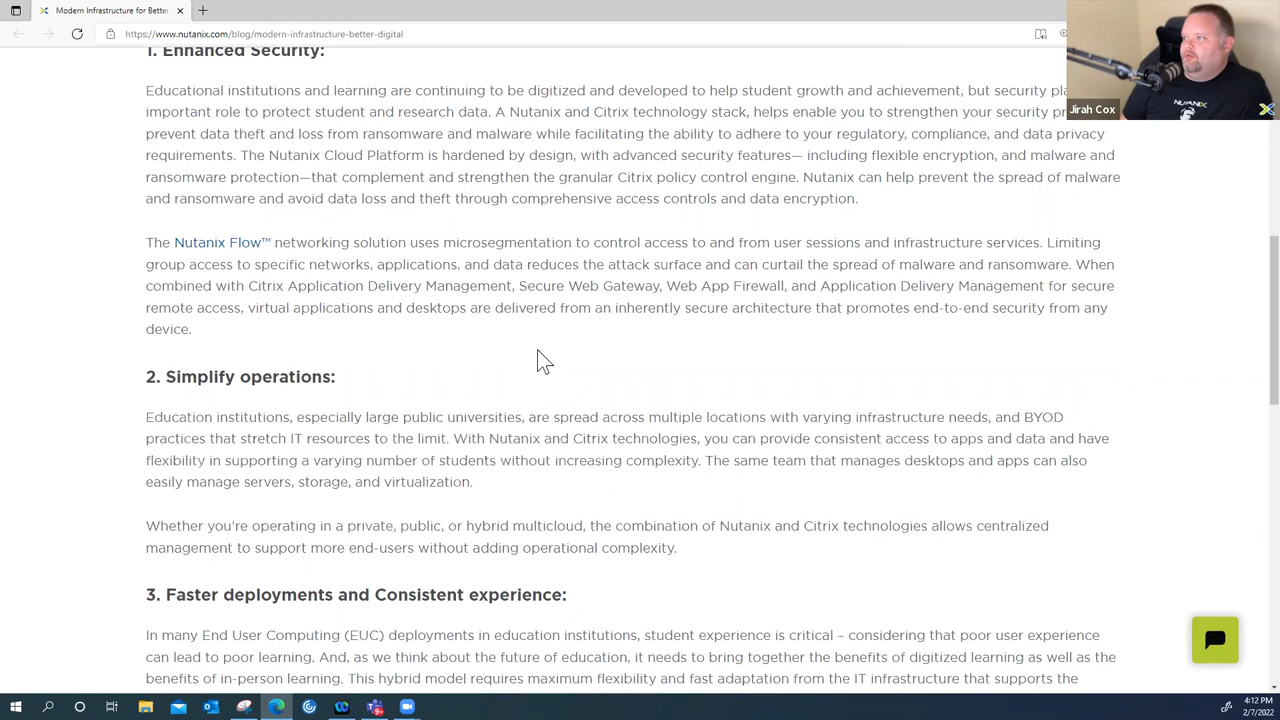 Modern Infrastructure for Better
https://www.nutanix.com/blog/modern-infrastructure-better-digital
1. Enhanced Security:
Educational institutions and learning are continuing to be digitized and developed to help student growth and achievement, but security
important role to protect student and research data. A Nutanix and Citrix technology stack, helps enable you to strengthen your security
prevent data theft and loss from ransomware and malware while facilitating the ability to adhere to your regulatory, compliance, and data privacy
requirements. The Nutanix Cloud Platform is hardened by design, with advanced security features— including flexible encryption, and malware and
ransomware protection—that complement and strengthen the granular Citrix policy control engine. Nutanix can help prevent the spread of malware
and ransomware and avoid data loss and theft through comprehensive access controls and data encryption.
The Nutanix Flow™ networking solution uses microsegmentation to control access to and from user sessions and infrastructure services. Limiting
group access to specific networks, applications, and data reduces the attack surface and can curtail the spread of malware and ransomware. When
combined with Citrix Application Delivery Management, Secure Web Gateway, Web App Firewall, and Application Delivery Management for secure
remote access, virtual applications and desktops are delivered from an inherently secure architecture that promotes end-to-end security from any
device.
2. Simplify operations:
Education institutions, especially large public universities, are spread across multiple locations with varying infrastructure needs, and BYOD
practices that stretch IT resources to the limit. With Nutanix and Citrix technologies, you can provide consistent access to apps and data and have
flexibility in supporting a varying number of students without increasing complexity. The same team that manages desktops and apps can also
easily manage servers, storage, and virtualization.
Whether you're operating in a private, public, or hybrid multicloud, the combination of Nutanix and Citrix technologies allows centralized
management to support more end-users without adding operational complexity.
3. Faster deployments and Consistent experience:
In many End User Computing (EUC) deployments in education institutions, student experience is critical – considering that poor user experience
can lead to poor learning. And, as we think about the future of education, it needs to bring together the benefits of digitized learning as well as the
benefits of in-person learning. This hybrid model requires maximum flexibility and fast adaptation from the IT infrastructure that supports the
NUTANIX
Jirah Cox
4:12 PM
2/7/2022